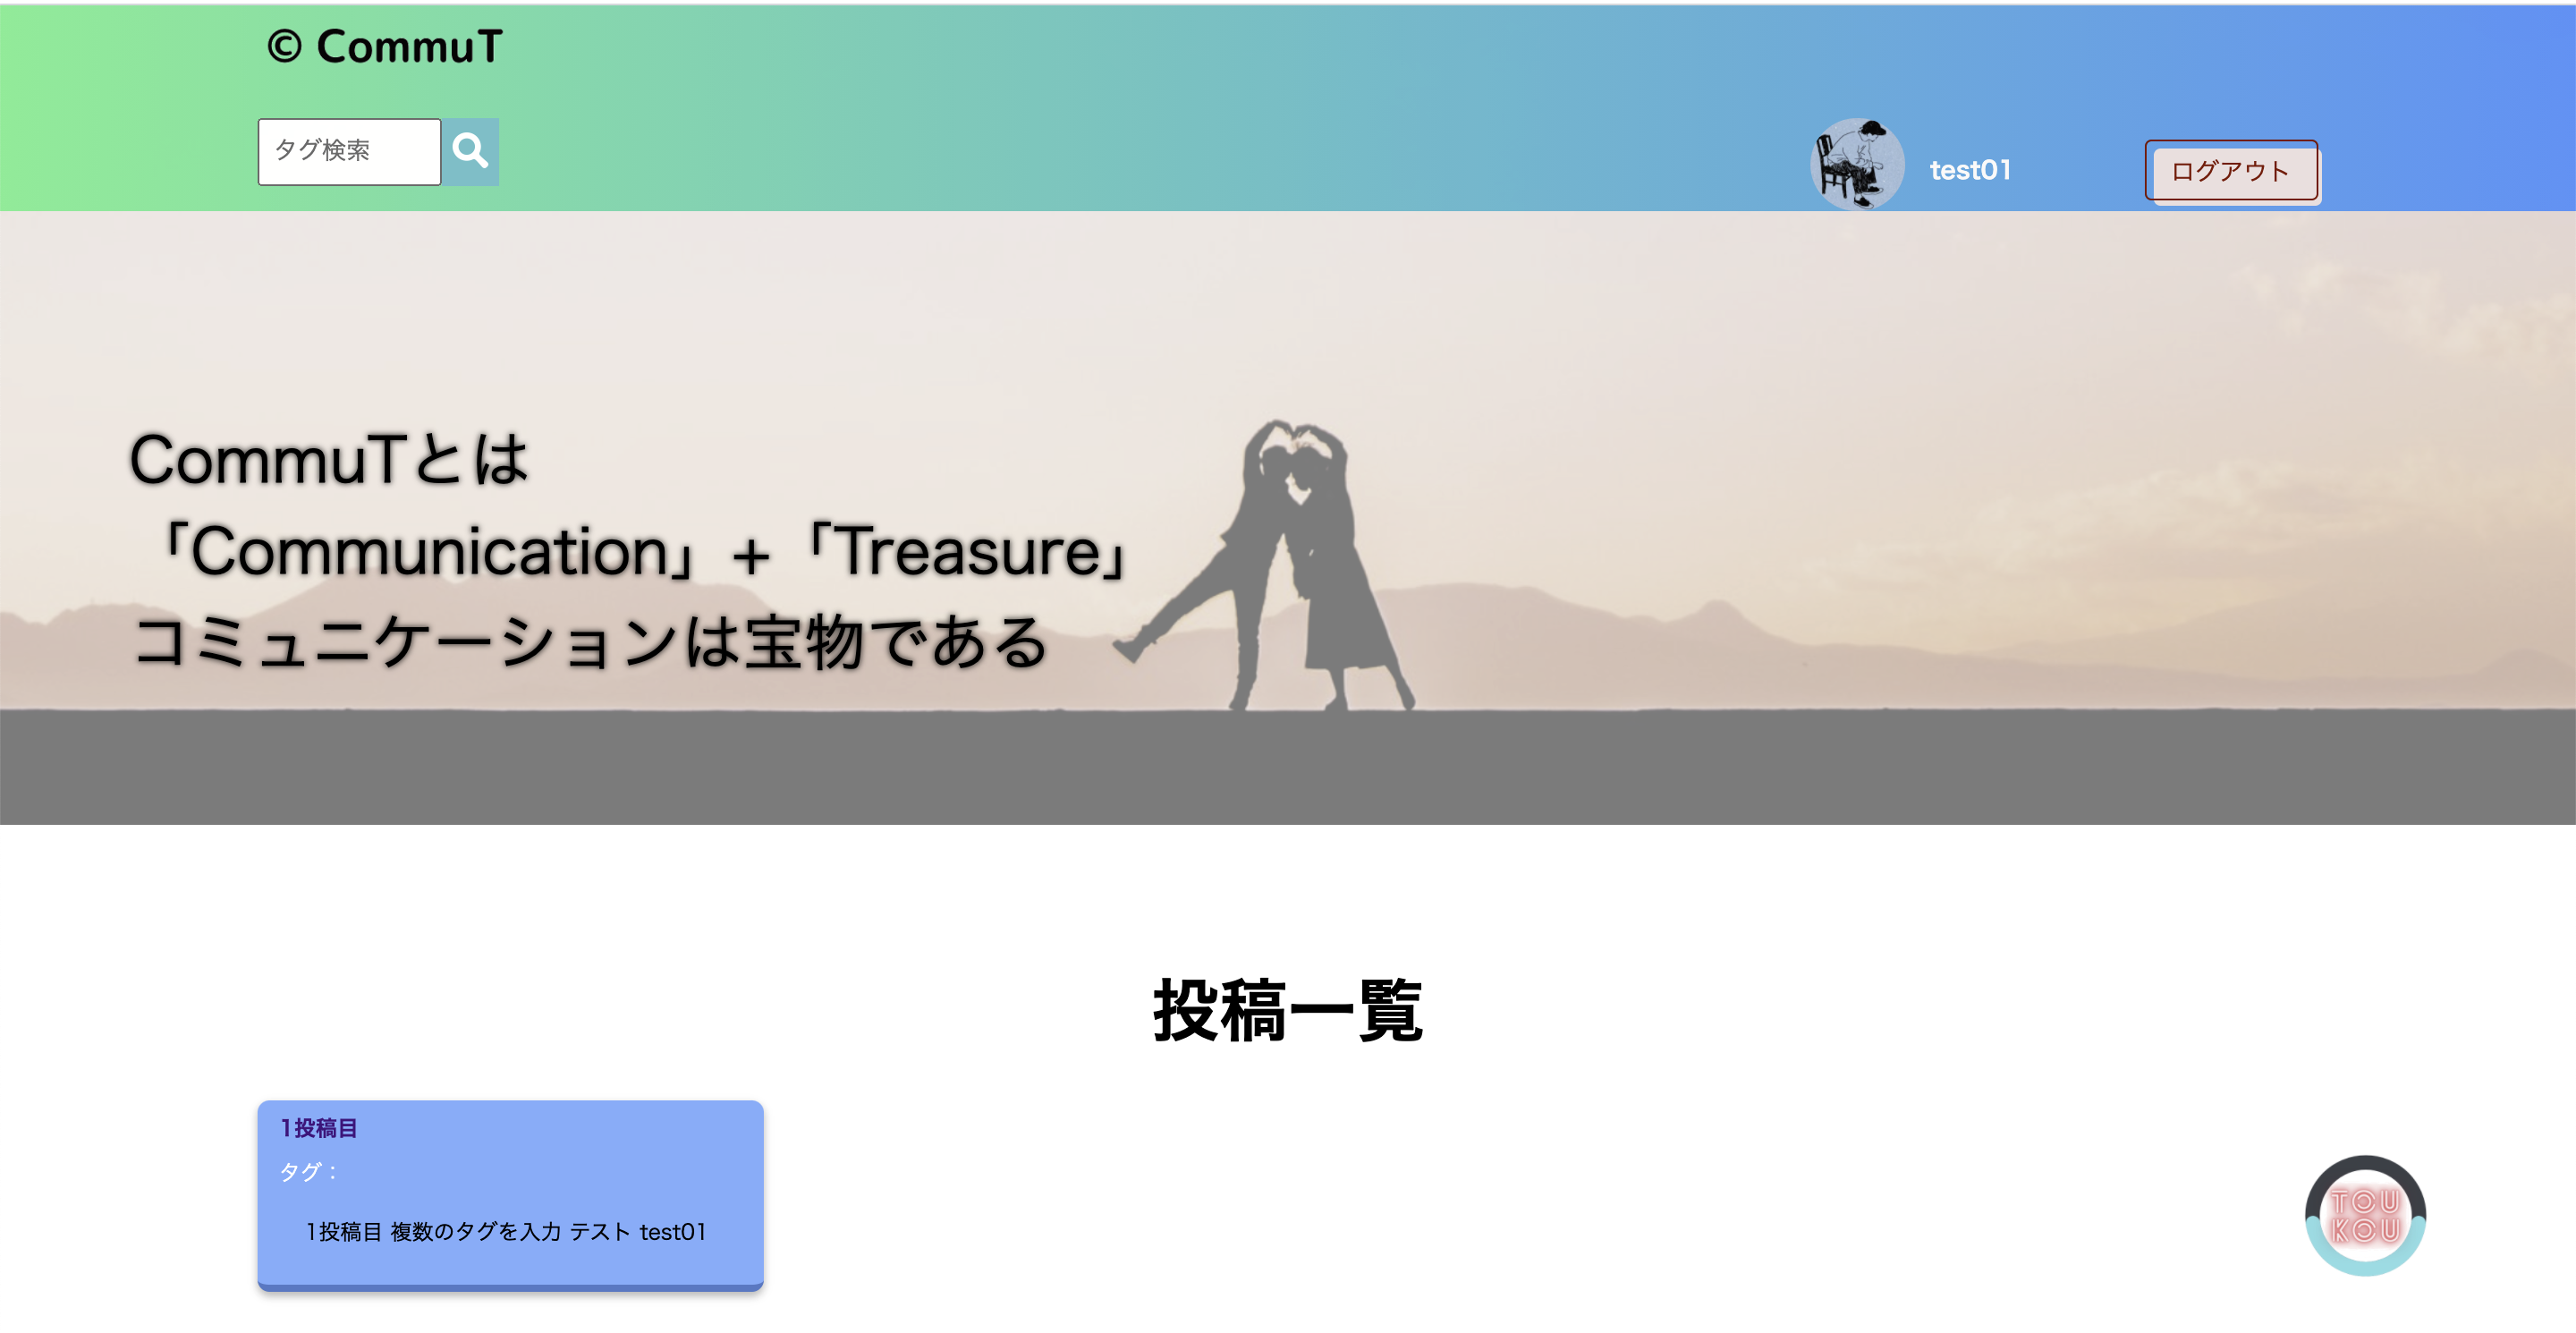 © CommuT
タグ検索
test01
ログアウト
CommuTとは
「Communication」+「Treasure」
コミュニケーションは宝物である
投稿一覧
1投稿目
タグ：
1投稿目 複数のタグを入力 テスト test01
TOU
KOU